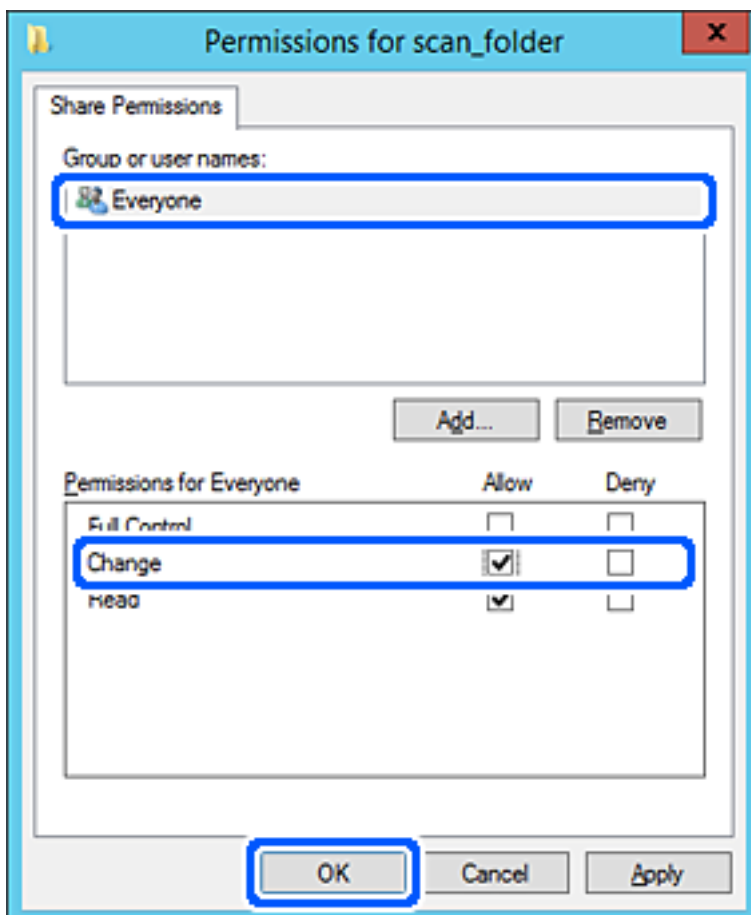 Permissions for scan_folder
Share Permissions
Group or user names:
Everyone
Add... Remove
Permissions for Everyone Allow Deny
Full Control
Change
Read
OK Cancel Apply